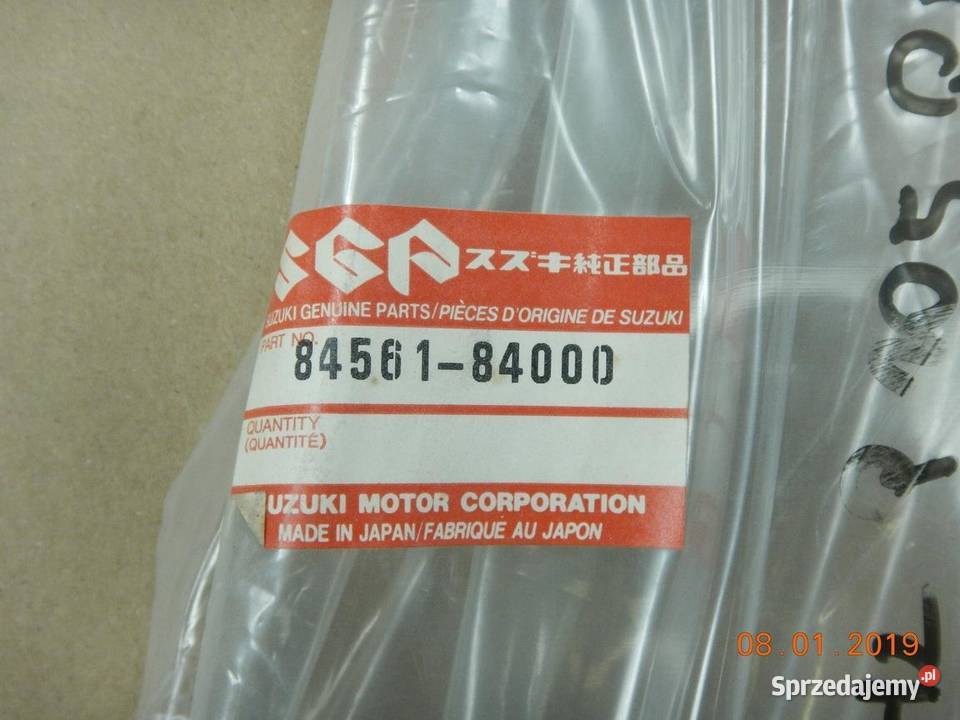 SGP スズキ純正部品
SUZUKI GENUINE PARTS/PIÈCES D'ORIGINE DE SUZUKI
PART NO.
84561-84000
QUANTITY
(QUANTITÉ)
UZUKI MOTOR CORPORATION
MADE IN JAPAN/FABRIQUE AU JAPON
08.01.2019
Sprzedajemy.pl